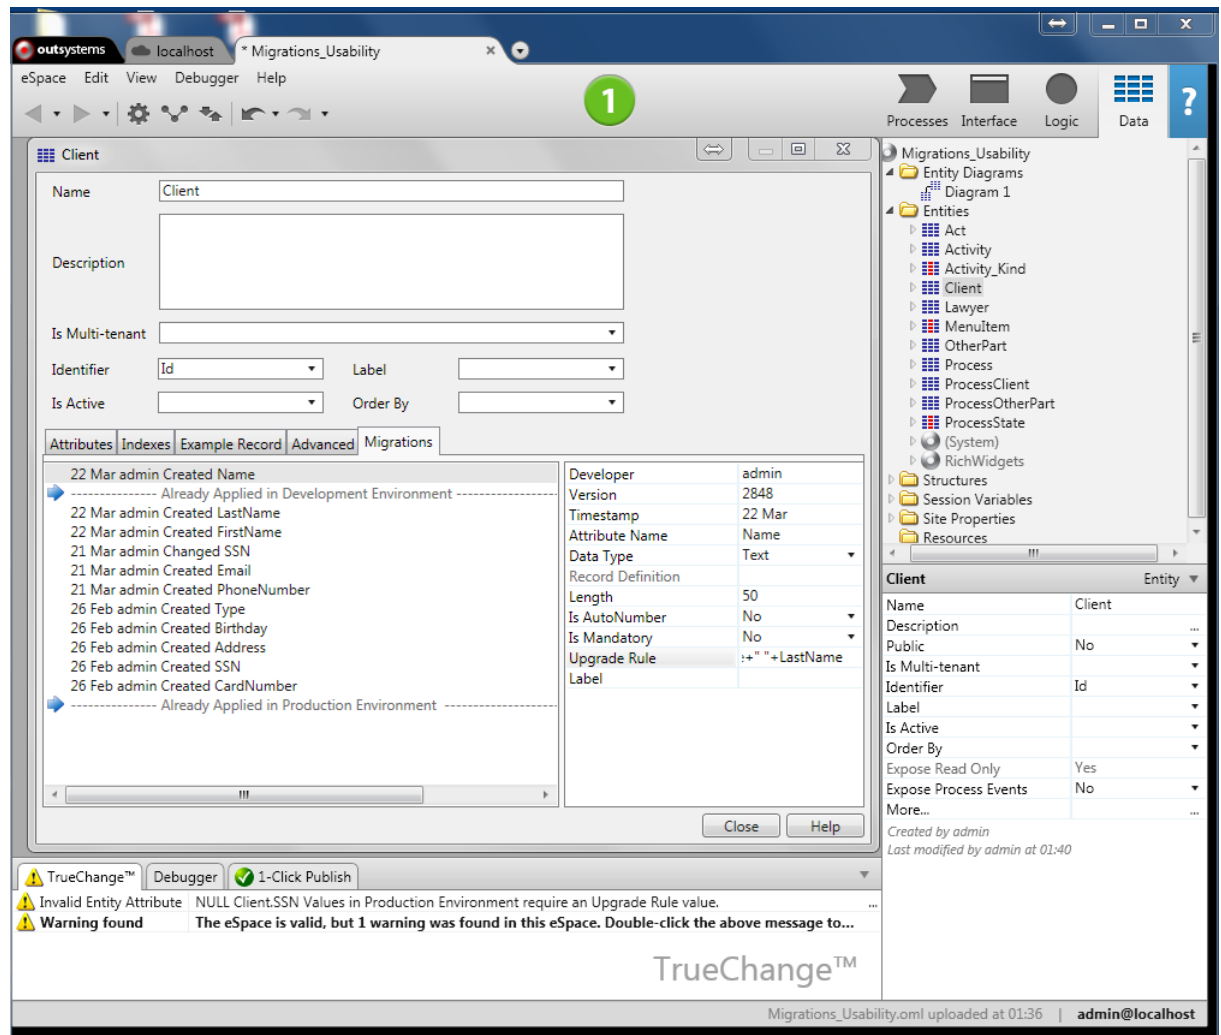 outsystems localhost * Migrations_Usability
eSpace Edit View Debugger Help
1
Processes Interface Logic Data ?
Client
Name Client
Description
Is Multi-tenant
Identifier Id Label
Is Active Order By
Attributes Indexes Example Record Advanced Migrations
22 Mar admin Created Name
--------------- Already Applied in Development Environment ---------------
22 Mar admin Created LastName
22 Mar admin Created FirstName
21 Mar admin Changed SSN
21 Mar admin Created Email
21 Mar admin Created PhoneNumber
26 Feb admin Created Type
26 Feb admin Created Birthday
26 Feb admin Created Address
26 Feb admin Created SSN
26 Feb admin Created CardNumber
--------------- Already Applied in Production Environment ---------------
Developer admin
Version 2848
Timestamp 22 Mar
Attribute Name Name
Data Type Text
Record Definition
Length 50
Is AutoNumber No
Is Mandatory No
Upgrade Rule :+" "+LastName
Label
Close Help
Migrations_Usability
Entity Diagrams
Diagram 1
Entities
Act
Activity
Activity_Kind
Client
Lawyer
MenuItem
OtherPart
Process
ProcessClient
ProcessOtherPart
ProcessState
(System)
RichWidgets
Structures
Session Variables
Site Properties
Resources
Client Entity
Name Client
Description ...
Public No
Is Multi-tenant
Identifier Id
Label
Is Active
Order By
Expose Read Only Yes
Expose Process Events No
More... ...
Created by admin
Last modified by admin at 01:40
TrueChange™ Debugger 1-Click Publish
Invalid Entity Attribute NULL Client.SSN Values in Production Environment require an Upgrade Rule value. ...
Warning found The eSpace is valid, but 1 warning was found in this eSpace. Double-click the above message to...
TrueChange™
Migrations_Usability.oml uploaded at 01:36 | admin@localhost